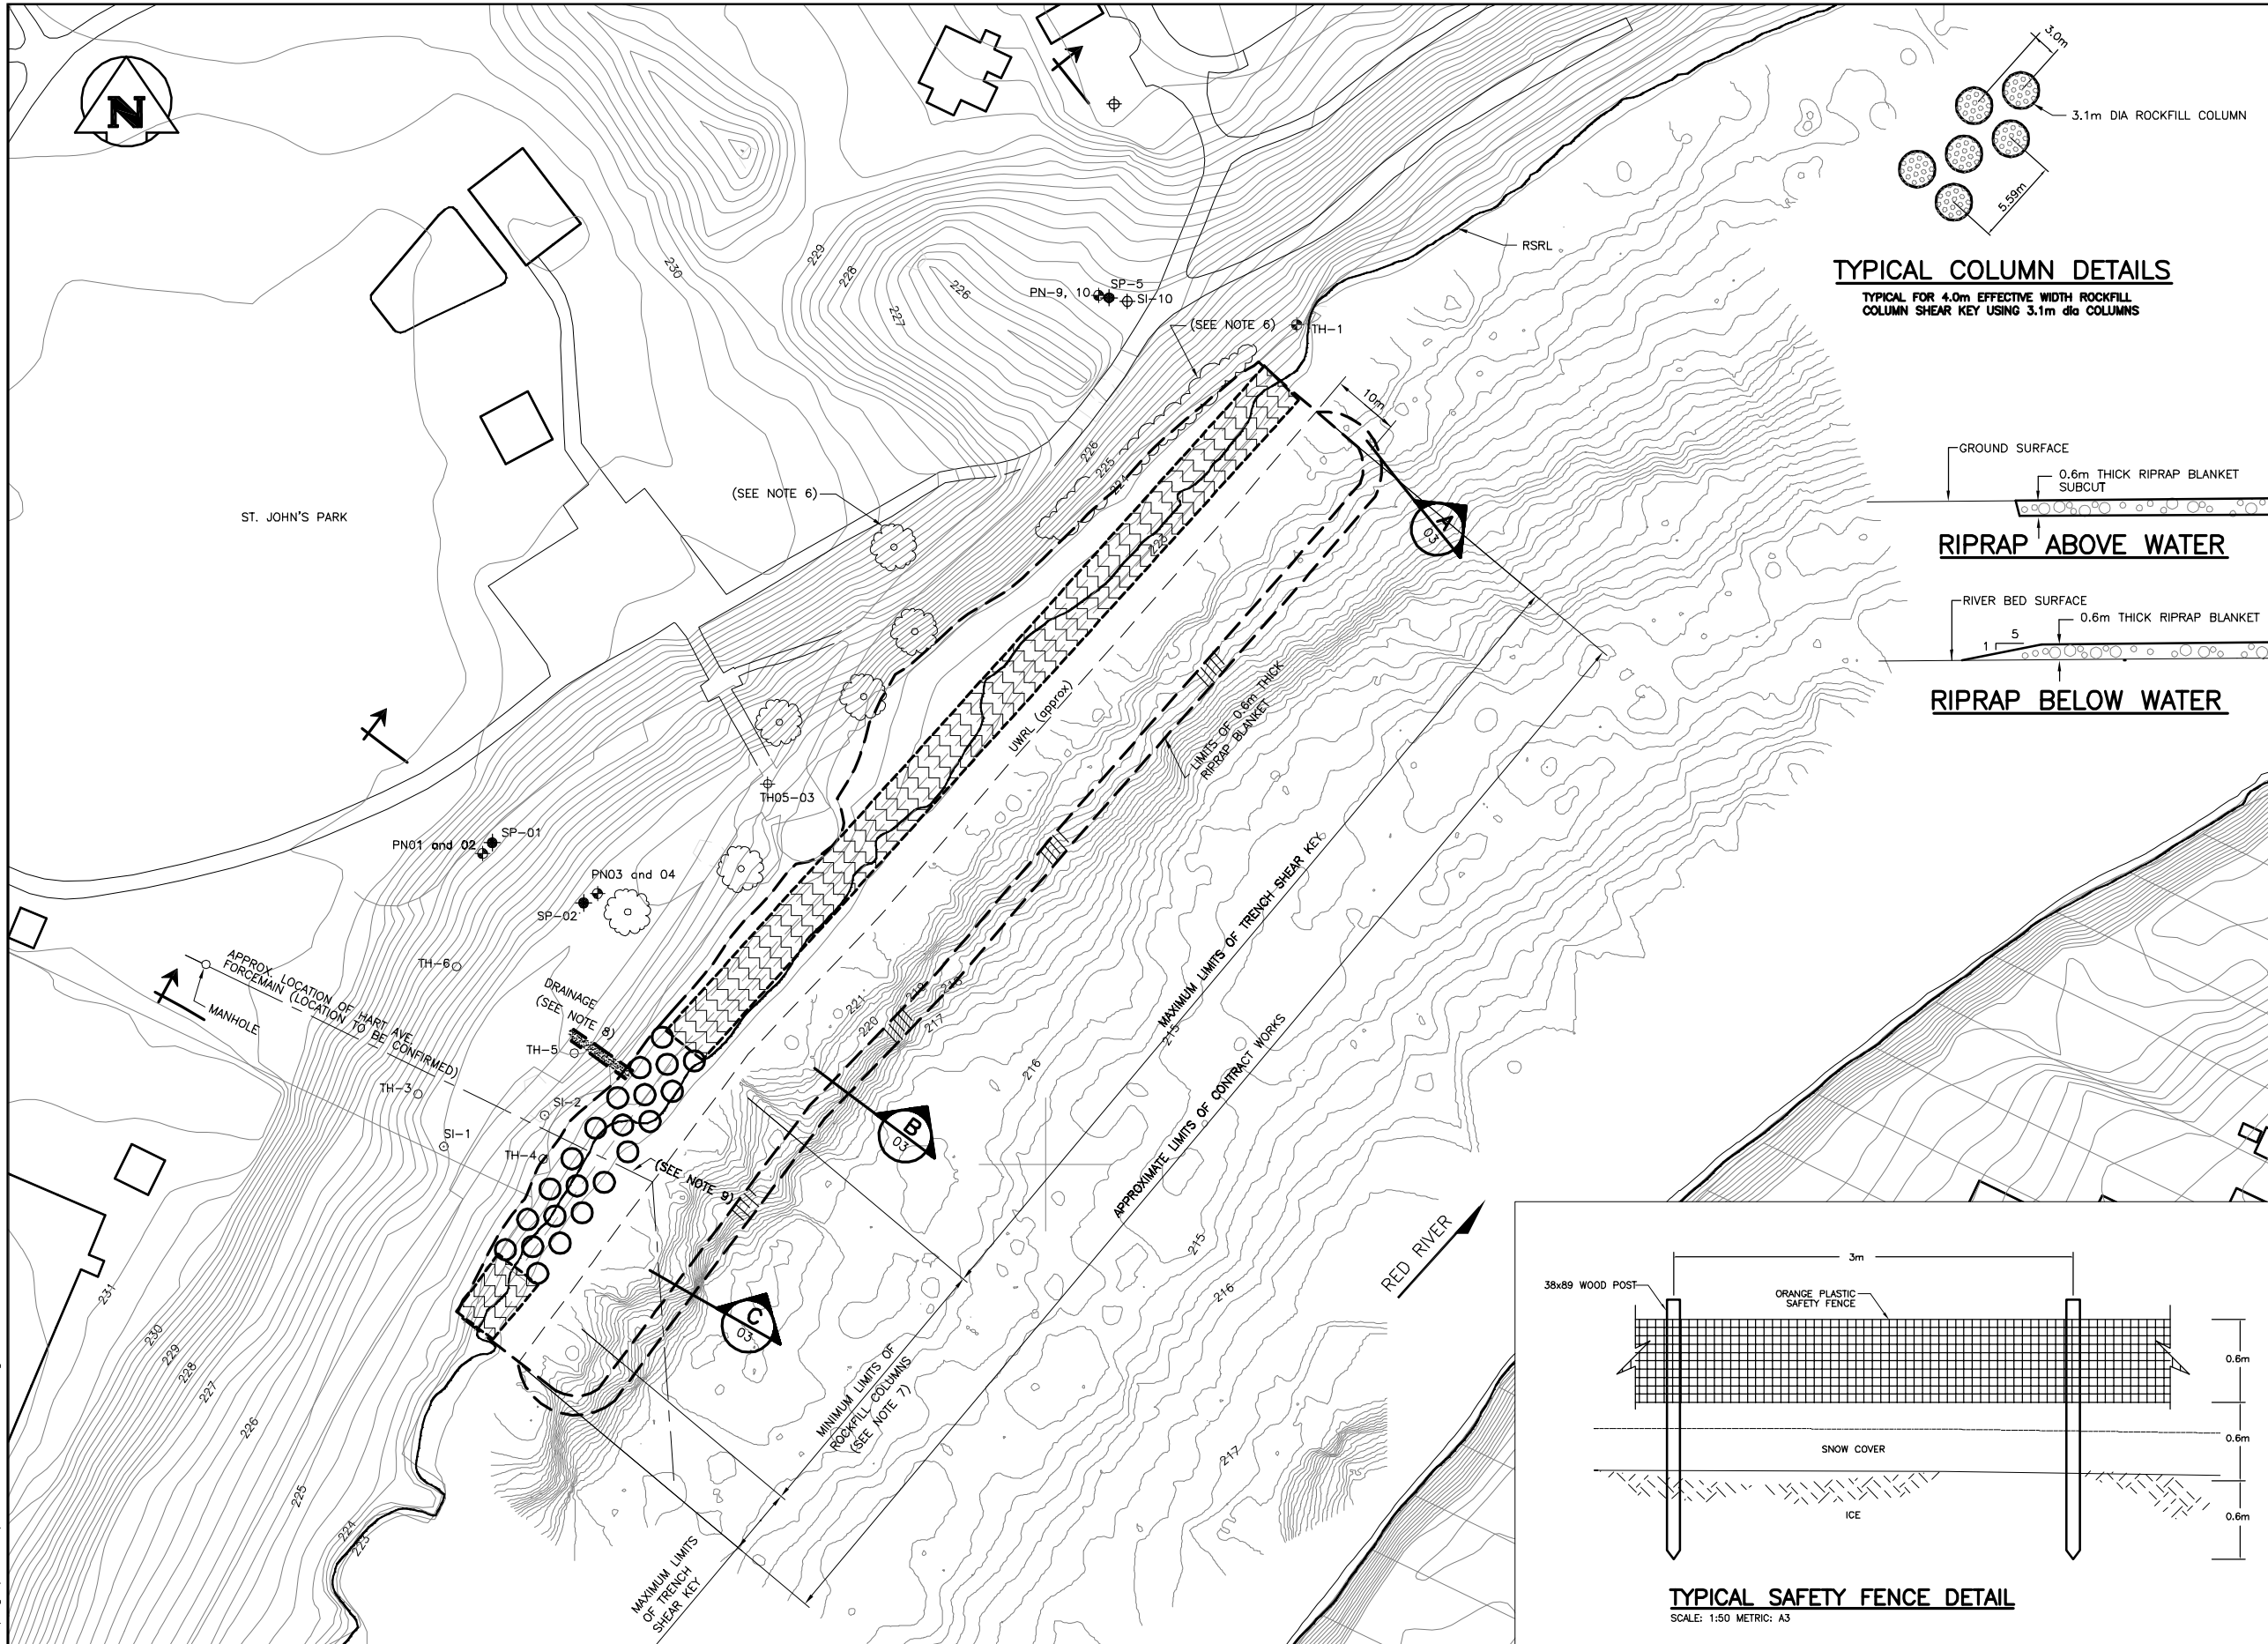 N
3.0m
3.1m DIA ROCKFILL COLUMN
5.59m
TYPICAL COLUMN DETAILS
TYPICAL FOR 4.0m EFFECTIVE WIDTH ROCKFILL
COLUMN SHEAR KEY USING 3.1m dia COLUMNS
RSRL
230
229
228
227
226
PN-9, 10
SP-5
SI-10
(SEE NOTE 6)
TH-1
10m
226
225
224
223
(SEE NOTE 6)
ST. JOHN'S PARK
A
03
GROUND SURFACE
0.6m THICK RIPRAP BLANKET
SUBCUT
RIPRAP ABOVE WATER
RIVER BED SURFACE
0.6m THICK RIPRAP BLANKET
5
1
RIPRAP BELOW WATER
UWRL (approx)
LIMITS OF 0.6m THICK
RIPRAP BLANKET
TH05-03
SP-01
PN01 and 02
PN03 and 04
SP-02
TH-6
APPROX. LOCATION OF HART AVE.
FORCEMAIN (LOCATION TO BE CONFIRMED)
MANHOLE
DRAINAGE
(SEE NOTE 8)
TH-5
TH-3
SI-2
SI-1
TH-4
221
220
219
218
217
216
215
MAXIMUM LIMITS OF TRENCH SHEAR KEY
APPROXIMATE LIMITS OF CONTRACT WORKS
B
03
(SEE NOTE 9)
C
03
215
216
217
RED RIVER
MINIMUM LIMITS OF
ROCKFILL COLUMNS
(SEE NOTE 7)
MAXIMUM LIMITS
OF TRENCH
SHEAR KEY
231
230
229
228
227
226
225
224
223
3m
38x89 WOOD POST
ORANGE PLASTIC
SAFETY FENCE
0.6m
SNOW COVER
0.6m
ICE
0.6m
TYPICAL SAFETY FENCE DETAIL
SCALE: 1:50 METRIC: A3